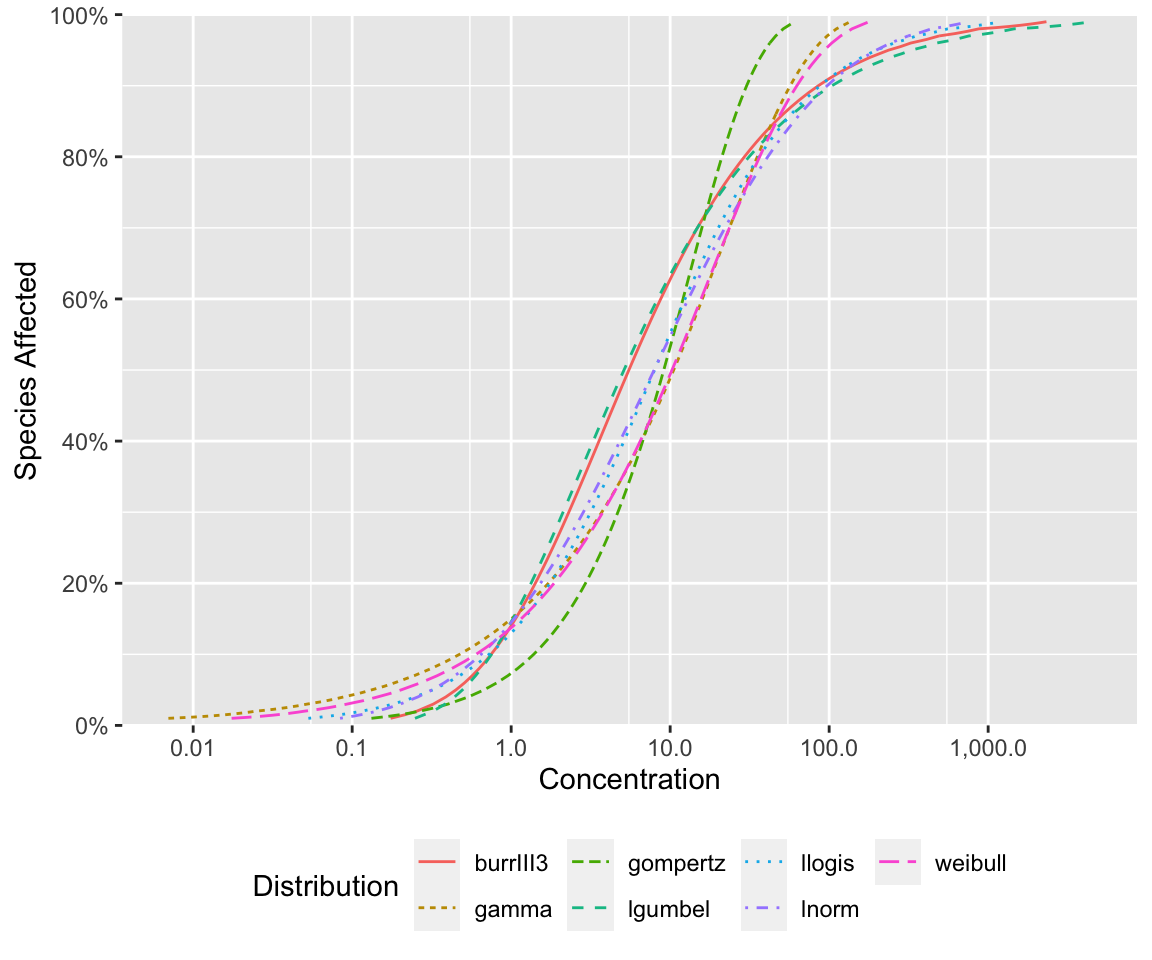 100%
80%
60%
40%
20%
0%
Species Affected
0.01 0.1 1.0 10.0 100.0 1,000.0
Concentration
Distribution
burrIII3 gompertz llogis weibull
gamma lgumbel lnorm